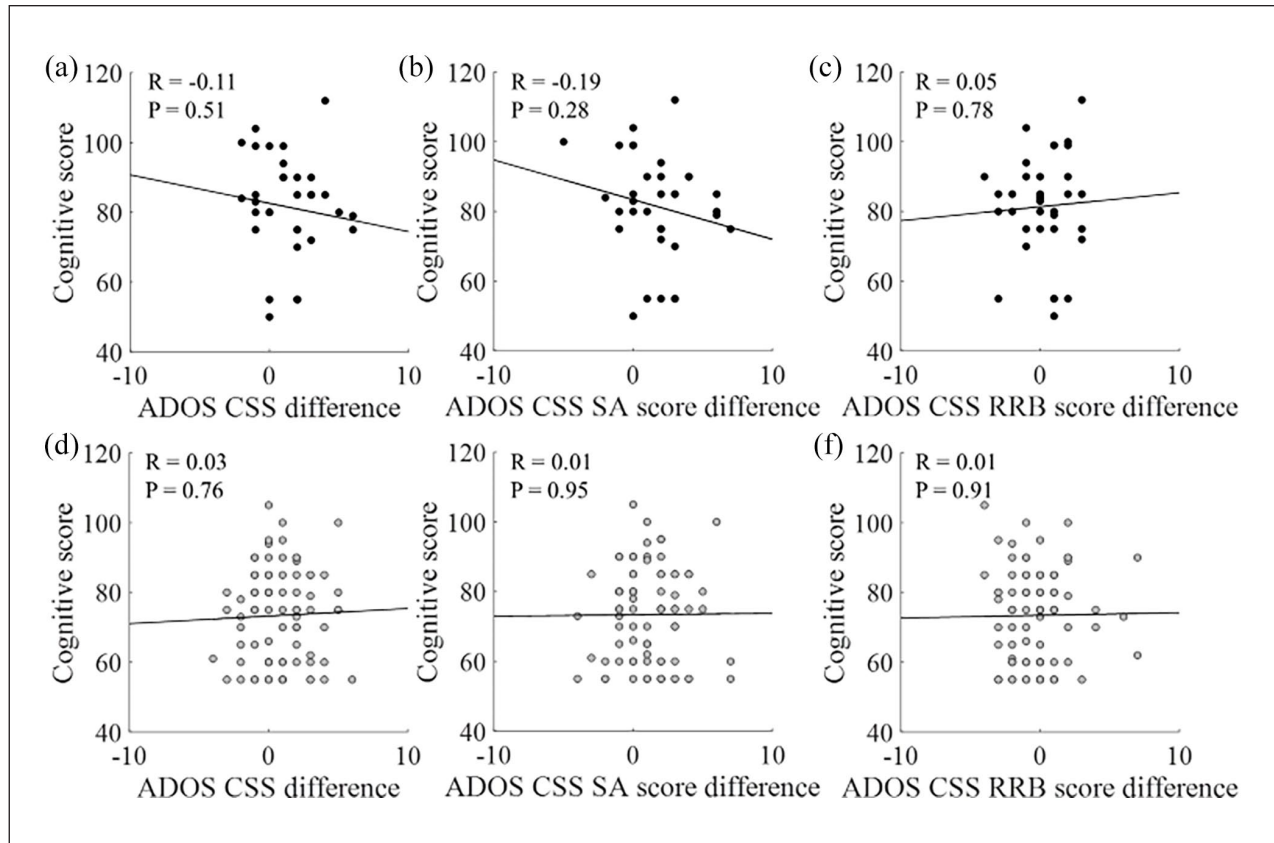 (a)
R = -0.11
P = 0.51
120
100
80
60
40
Cognitive score
-10 0 10
ADOS CSS difference
(b)
R = -0.19
P = 0.28
120
100
80
60
40
Cognitive score
-10 0 10
ADOS CSS SA score difference
(c)
R = 0.05
P = 0.78
120
100
80
60
40
Cognitive score
-10 0 10
ADOS CSS RRB score difference
(d)
R = 0.03
P = 0.76
120
100
80
60
40
Cognitive score
-10 0 10
ADOS CSS difference
R = 0.01
P = 0.95
120
100
80
60
40
Cognitive score
-10 0 10
ADOS CSS SA score difference
(f)
R = 0.01
P = 0.91
120
100
80
60
40
Cognitive score
-10 0 10
ADOS CSS RRB score difference